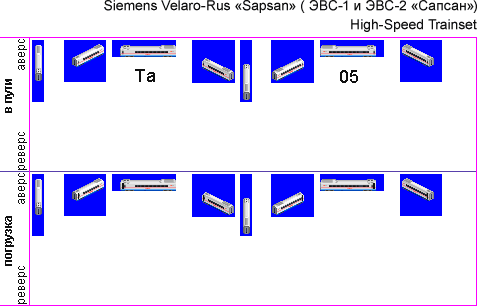 Siemens Velaro-Rus «Sapsan» ( ЭВС-1 и ЭВС-2 «Сапсан»)
High-Speed Trainset
в пути
аверс
реверс
Ta
05
погрузка
аверс
реверс